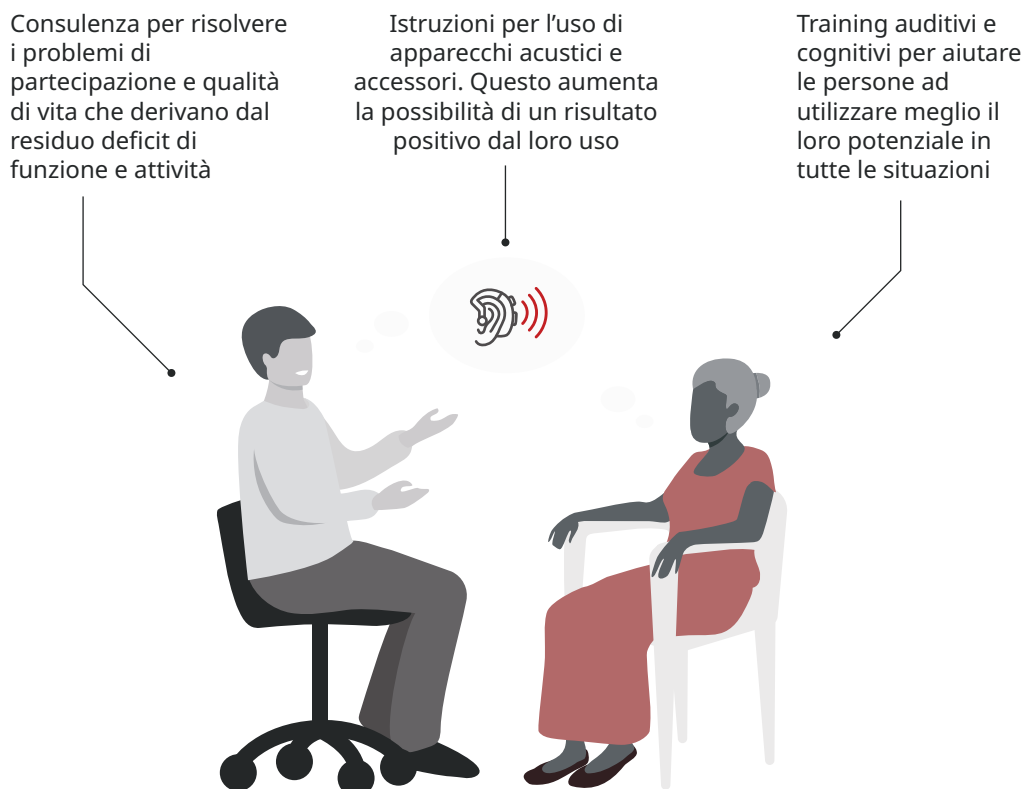 Consulenza per risolvere
i problemi di
partecipazione e qualità
di vita che derivano dal
residuo deficit di
funzione e attività
Istruzioni per l’uso di
apparecchi acustici e
accessori. Questo aumenta
la possibilità di un risultato
positivo dal loro uso
Training auditivi e
cognitivi per aiutare
le persone ad
utilizzare meglio il
loro potenziale in
tutte le situazioni